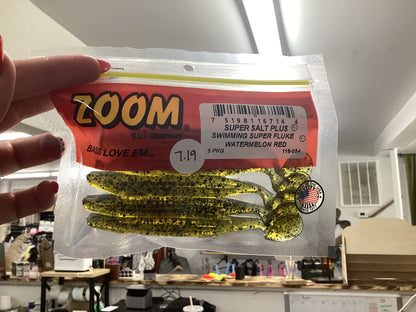 ZOOM
BAIT COMPANY
BASS LOVE EM...
7.19
7 51981 16714 4
SUPER SALT PLUS
SWIMMING SUPER FLUKE
WATERMELON RED
5 PKG 116-054